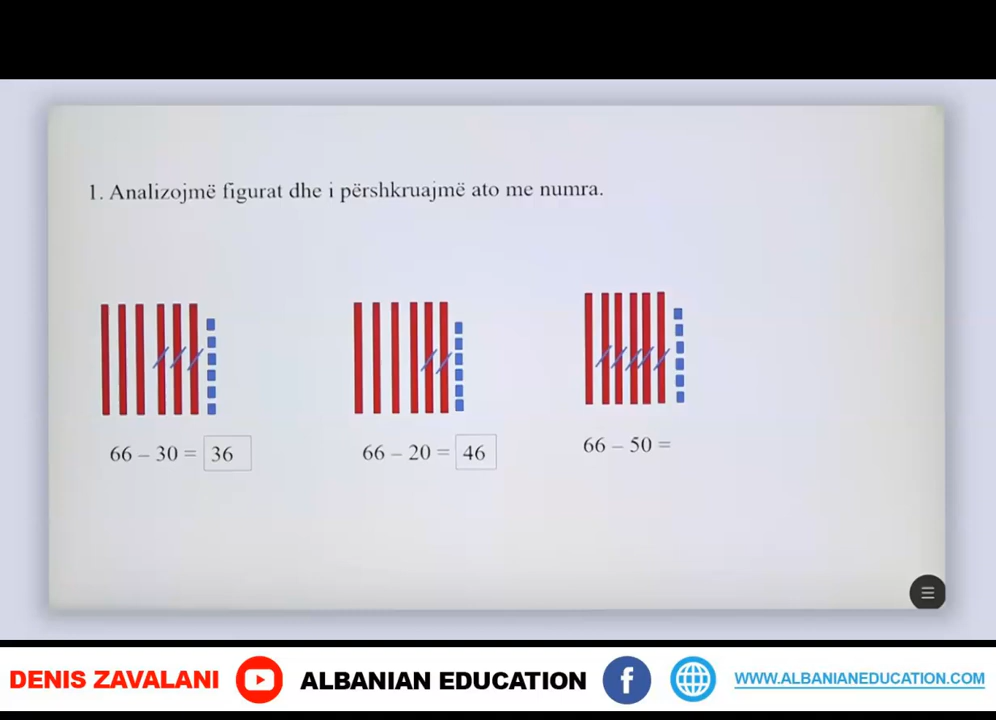 1. Analizojmë figurat dhe i përshkruajmë ato me numra.
66 – 30 = 36
66 – 20 = 46
66 – 50 =
DENIS ZAVALANI
ALBANIAN EDUCATION
f
WWW.ALBANIANEDUCATION.COM